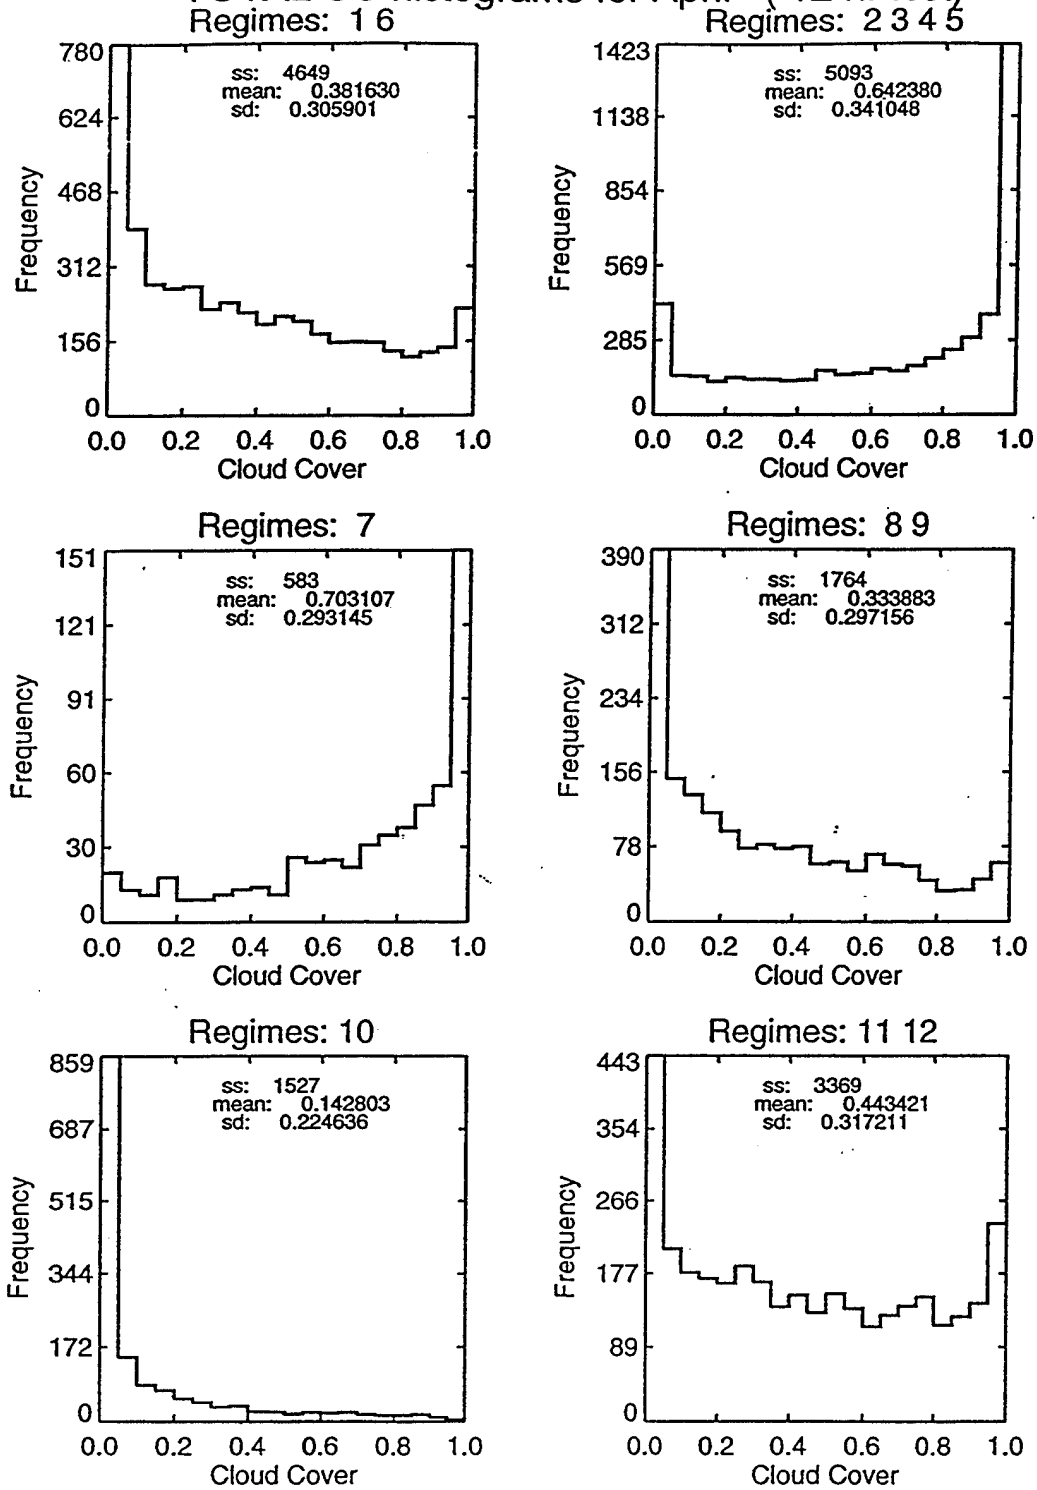 histograms for April
Regimes: 1 6
780
624
468
312
156
0
ss: 4649
mean: 0.381630
sd: 0.305901
Frequency
0.0 0.2 0.4 0.6 0.8 1.0
Cloud Cover
Regimes: 2 3 4 5
1423
1138
854
569
285
0
ss: 5093
mean: 0.642380
sd: 0.341048
Frequency
0.0 0.2 0.4 0.6 0.8 1.0
Cloud Cover
Regimes: 7
151
121
91
60
30
0
ss: 583
mean: 0.703107
sd: 0.293145
Frequency
0.0 0.2 0.4 0.6 0.8 1.0
Cloud Cover
Regimes: 8 9
390
312
234
156
78
0
ss: 1764
mean: 0.333883
sd: 0.297156
Frequency
0.0 0.2 0.4 0.6 0.8 1.0
Cloud Cover
Regimes: 10
859
687
515
344
172
0
ss: 1527
mean: 0.142803
sd: 0.224636
Frequency
0.0 0.2 0.4 0.6 0.8 1.0
Cloud Cover
Regimes: 11 12
443
354
266
177
89
0
ss: 3369
mean: 0.443421
sd: 0.317211
Frequency
0.0 0.2 0.4 0.6 0.8 1.0
Cloud Cover